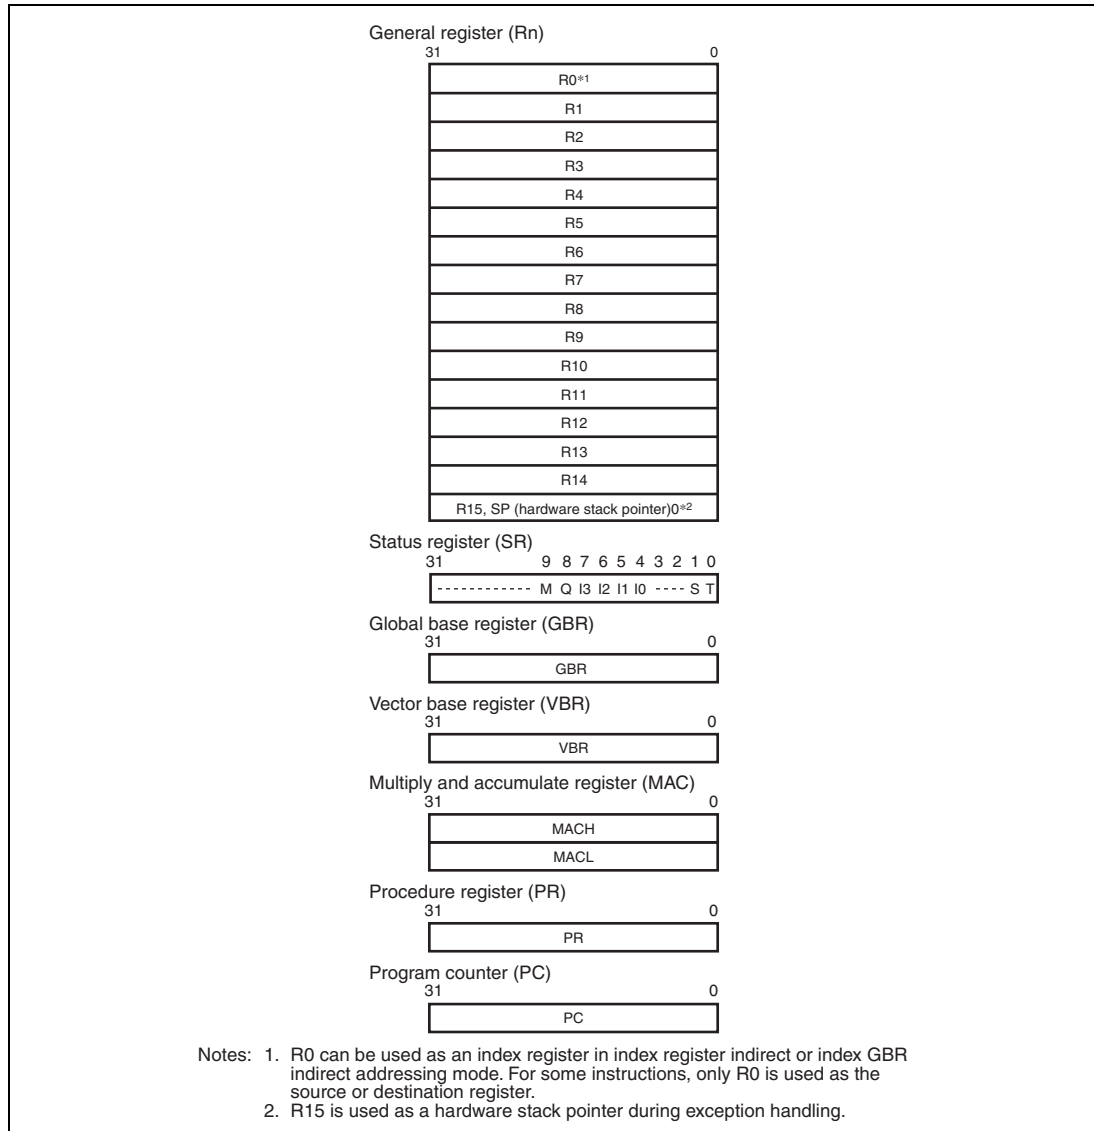 General register (Rn)
31 0
R0*1
R1
R2
R3
R4
R5
R6
R7
R8
R9
R10
R11
R12
R13
R14
R15, SP (hardware stack pointer)0*2
Status register (SR)
31 9 8 7 6 5 4 3 2 1 0
------------ M Q I3 I2 I1 I0 ---- S T
Global base register (GBR)
31 0
GBR
Vector base register (VBR)
31 0
VBR
Multiply and accumulate register (MAC)
31 0
MACH
MACL
Procedure register (PR)
31 0
PR
Program counter (PC)
31 0
PC
Notes: 1. R0 can be used as an index register in index register indirect or index GBR
indirect addressing mode. For some instructions, only R0 is used as the
source or destination register.
2. R15 is used as a hardware stack pointer during exception handling.